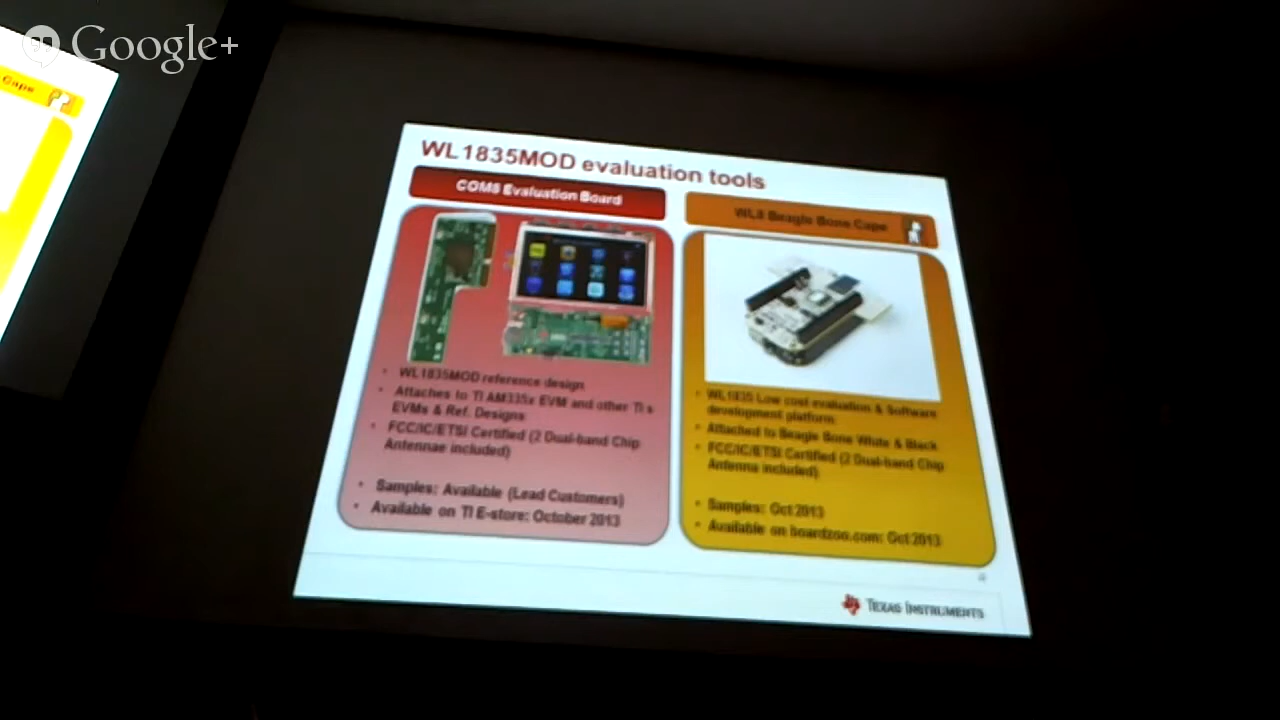 Google+
Cape
WL1835MOD evaluation tools
COM8 Evaluation Board
• WL1835MOD reference design
• Attaches to TI AM335x EVM and other TI's
EVMs & Ref. Designs
• FCC/IC/ETSI Certified (2 Dual-band Chip
Antennae included)
• Samples: Available (Lead Customers)
• Available on TI E-store: October 2013
WL8 Beagle Bone Cape
• WL1835 Low cost evaluation & Software
development platform
• Attached to Beagle Bone White & Black
• FCC/IC/ETSI Certified (2 Dual-band Chip
Antenna included)
• Samples: Oct 2013
• Available on boardzoo.com: Oct 2013
TEXAS INSTRUMENTS